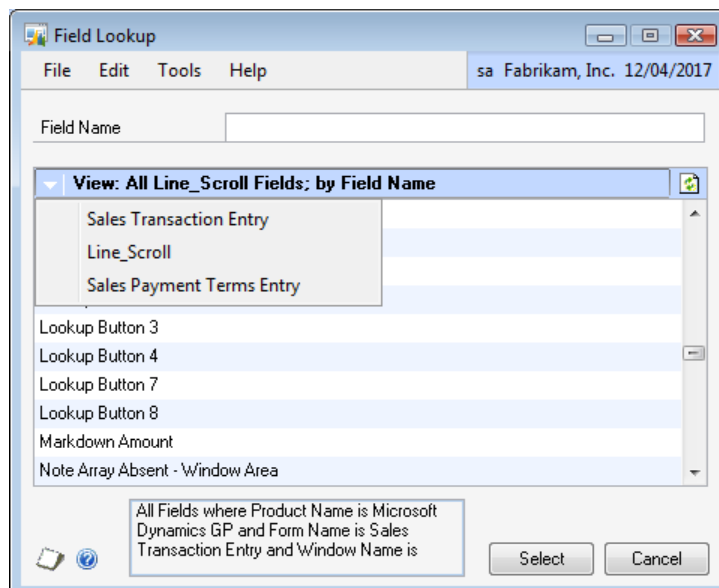 Field Lookup
File Edit Tools Help sa Fabrikam, Inc. 12/04/2017
Field Name
View: All Line_Scroll Fields; by Field Name
Sales Transaction Entry
Line_Scroll
Sales Payment Terms Entry
Lookup Button 3
Lookup Button 4
Lookup Button 7
Lookup Button 8
Markdown Amount
Note Array Absent - Window Area
All Fields where Product Name is Microsoft
Dynamics GP and Form Name is Sales
Transaction Entry and Window Name is
Select Cancel